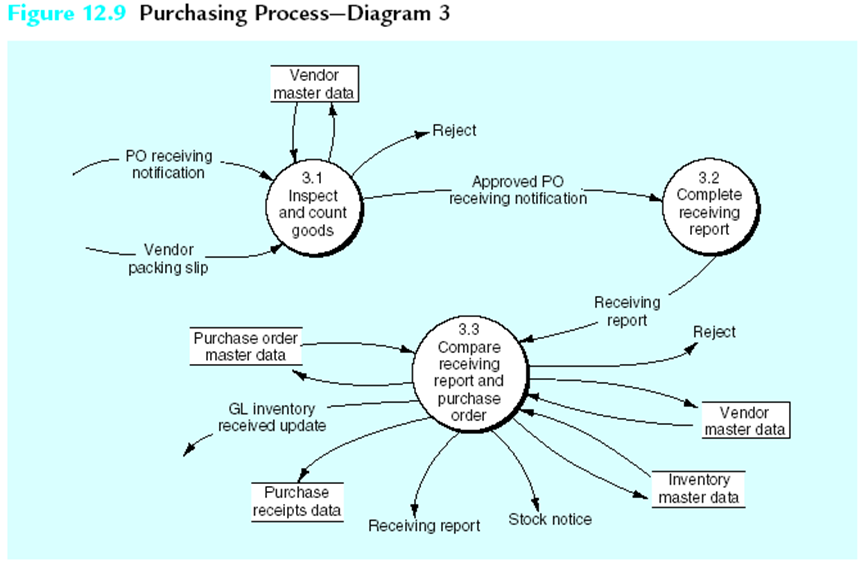 Figure 12.9 Purchasing Process—Diagram 3
Vendor
master data
Reject
PO receiving
notification
3.1
Inspect
and count
goods
Approved PO
receiving notification
3.2
Complete
receiving
report
Vendor
packing slip
Receiving
report
3.3
Compare
receiving
report and
purchase
order
Purchase order
master data
Reject
GL inventory
received update
Vendor
master data
Purchase
receipts data
Receiving report
Stock notice
Inventory
master data